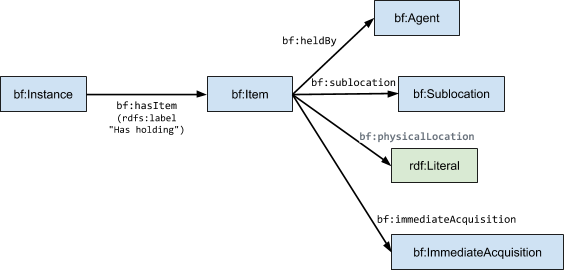 bf:Agent
bf:heldBy
bf:sublocation
bf:Instance
bf:Item
bf:Sublocation
bf:hasItem
(rdfs:label
"Has holding")
bf:physicalLocation
rdf:Literal
bf:immediateAcquisition
bf:ImmediateAcquisition